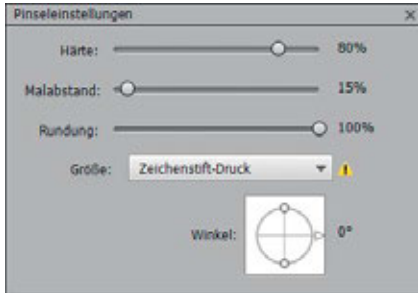 Pinseleinstellungen
Härte: 80%
Malabstand: 15%
Rundung: 100%
Größe: Zeichenstift-Druck
Winkel: 0°